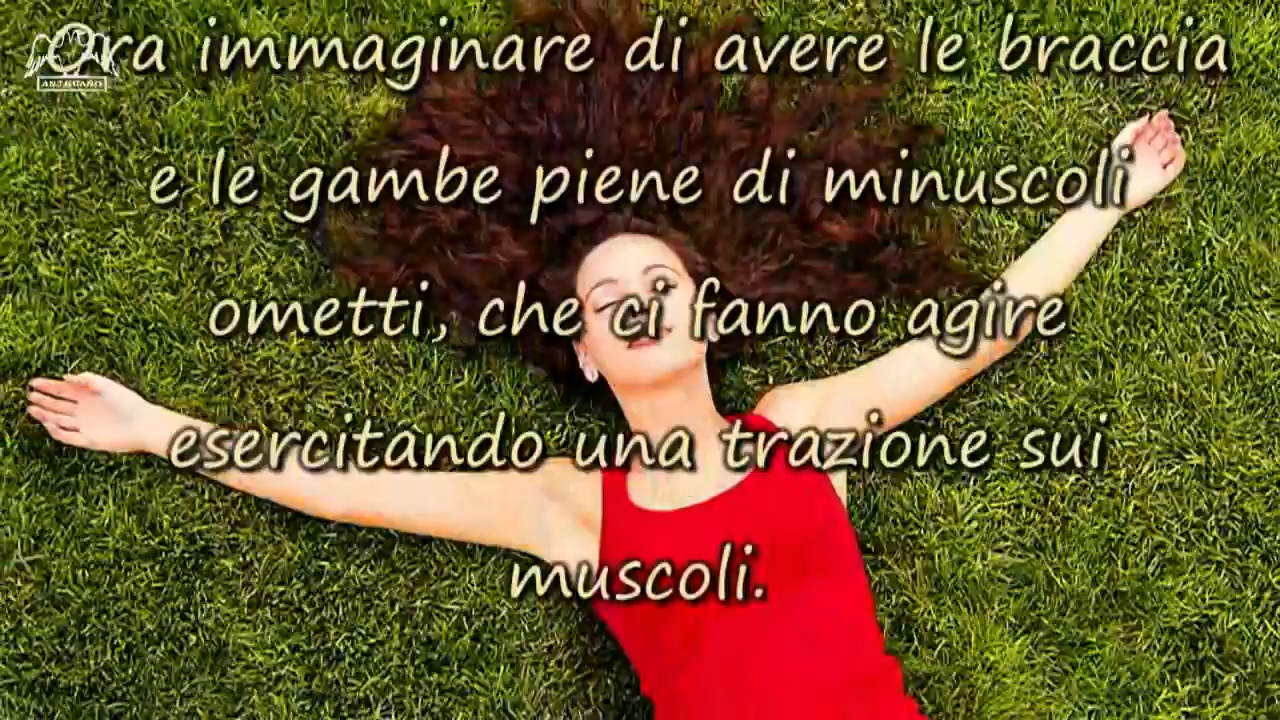 ra immaginare di avere le braccia
e le gambe piene di minuscoli
ometti, che ci fanno agire
esercitando una trazione sui
muscoli.